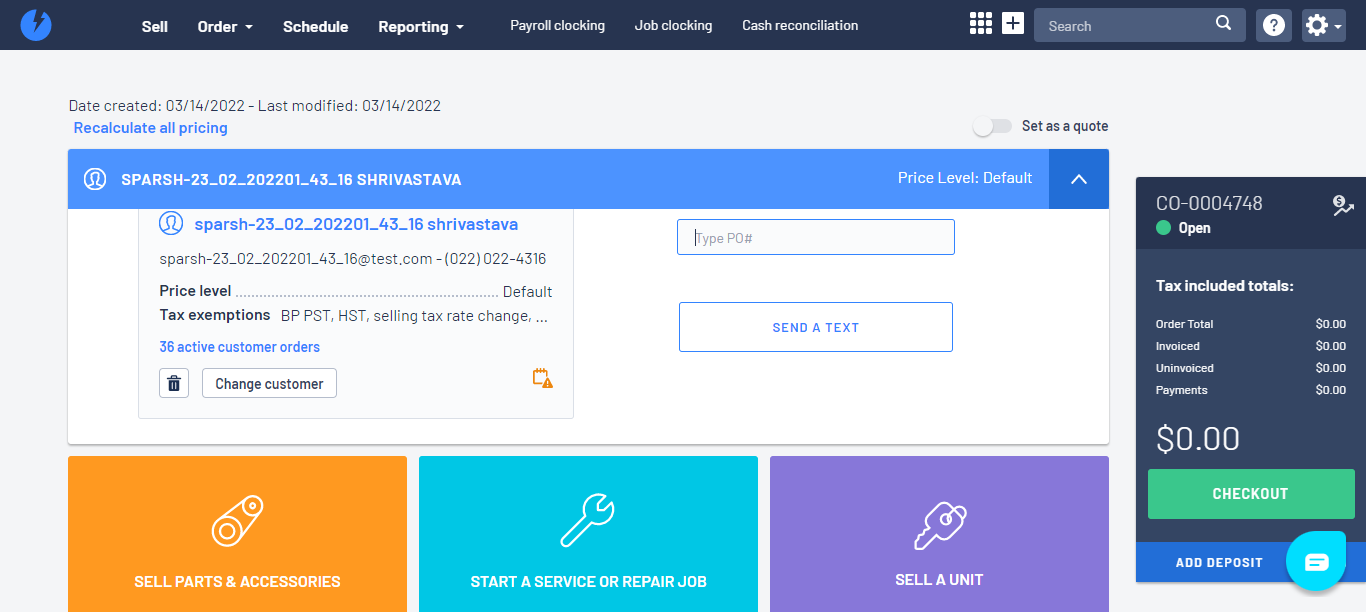 Sell Order Schedule Reporting Payroll clocking Job clocking Cash reconciliation Search
Date created: 03/14/2022 - Last modified: 03/14/2022
Recalculate all pricing
Set as a quote
SPARSH-23_02_202201_43_16 SHRIVASTAVA
Price Level: Default
sparsh-23_02_202201_43_16 shrivastava
sparsh-23_02_202201_43_16@test.com - (022) 022-4316
Price level Default
Tax exemptions BP PST, HST, selling tax rate change, ...
36 active customer orders
Change customer
Type PO#
SEND A TEXT
SELL PARTS & ACCESSORIES
START A SERVICE OR REPAIR JOB
SELL A UNIT
CO-0004748
Open
Tax included totals:
Order Total $0.00
Invoiced $0.00
Uninvoiced $0.00
Payments $0.00
$0.00
CHECKOUT
ADD DEPOSIT